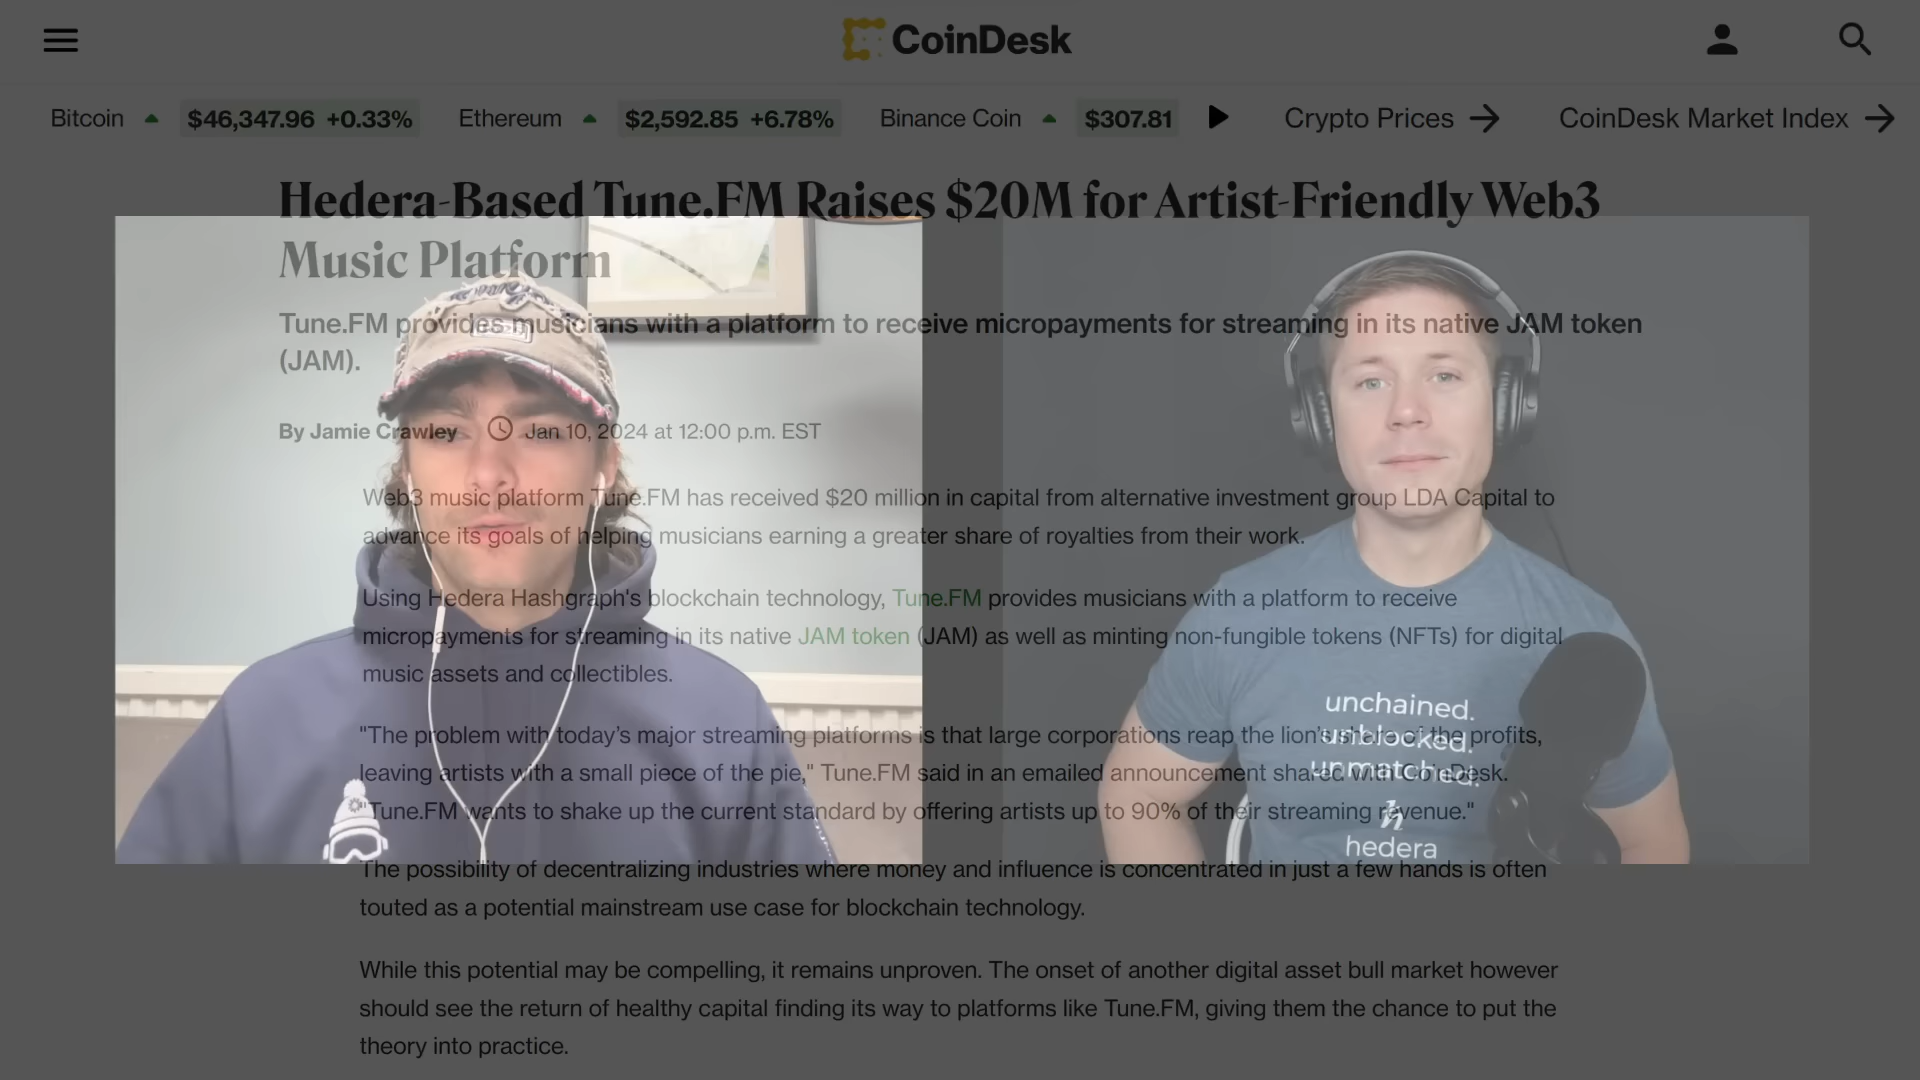 CoinDesk
Bitcoin $46,347.96 +0.33% Ethereum $2,592.85 +6.78% Binance Coin $307.81 Crypto Prices CoinDesk Market Index
Hedera-Based Tune.FM Raises $20M for Artist-Friendly Web3
Music Platform
Tune.FM provides musicians with a platform to receive micropayments for streaming in its native JAM token
(JAM).
By Jamie Crawley Jan 10, 2024 at 12:00 p.m. EST
Web3 music platform Tune.FM has received $20 million in capital from alternative investment group LDA Capital to
advance its goals of helping musicians earning a greater share of royalties from their work.
Using Hedera Hashgraph's blockchain technology, Tune.FM provides musicians with a platform to receive
micropayments for streaming in its native JAM token (JAM) as well as minting non-fungible tokens (NFTs) for digital
music assets and collectibles.
"The problem with today's major streaming platforms is that large corporations reap the lion's share of the profits,
leaving artists with a small piece of the pie," Tune.FM said in an emailed announcement shared with CoinDesk.
"Tune.FM wants to shake up the current standard by offering artists up to 90% of their streaming revenue."
The possibility of decentralizing industries where money and influence is concentrated in just a few hands is often
touted as a potential mainstream use case for blockchain technology.
While this potential may be compelling, it remains unproven. The onset of another digital asset bull market however
should see the return of healthy capital finding its way to platforms like Tune.FM, giving them the chance to put the
theory into practice.
unchained.
unblocked.
unmatched.
hedera